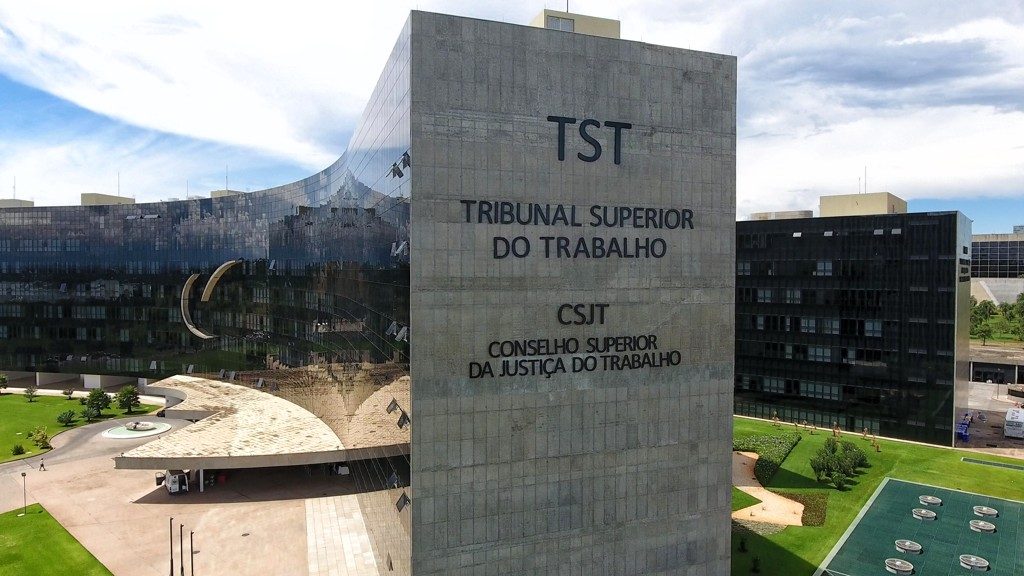 TST
TRIBUNAL SUPERIOR
DO TRABALHO
CSJT
CONSELHO SUPERIOR
DA JUSTIÇA DO TRABALHO